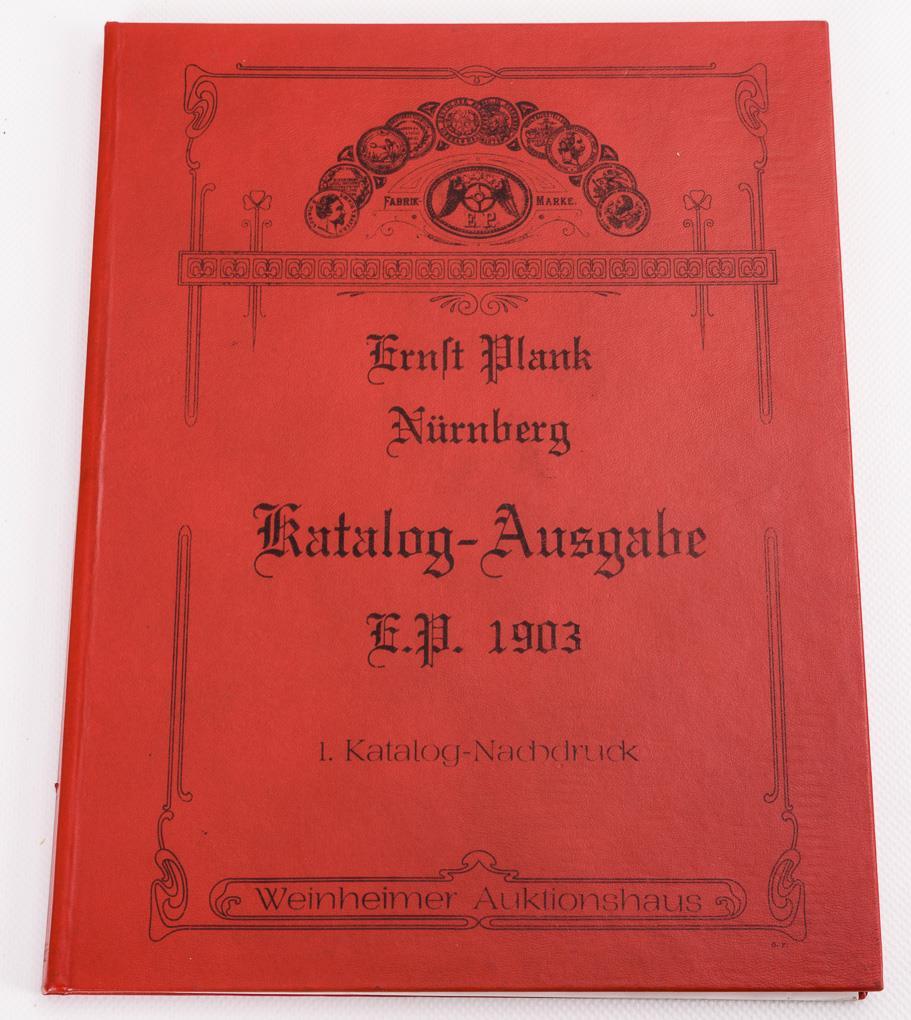 FABRIK-
MARKE.
E.P.
Ernſt Plank
Nürnberg
Katalog-Ausgabe
E.P. 1903
1. Katalog-Nachdruck
Weinheimer Auktionshaus